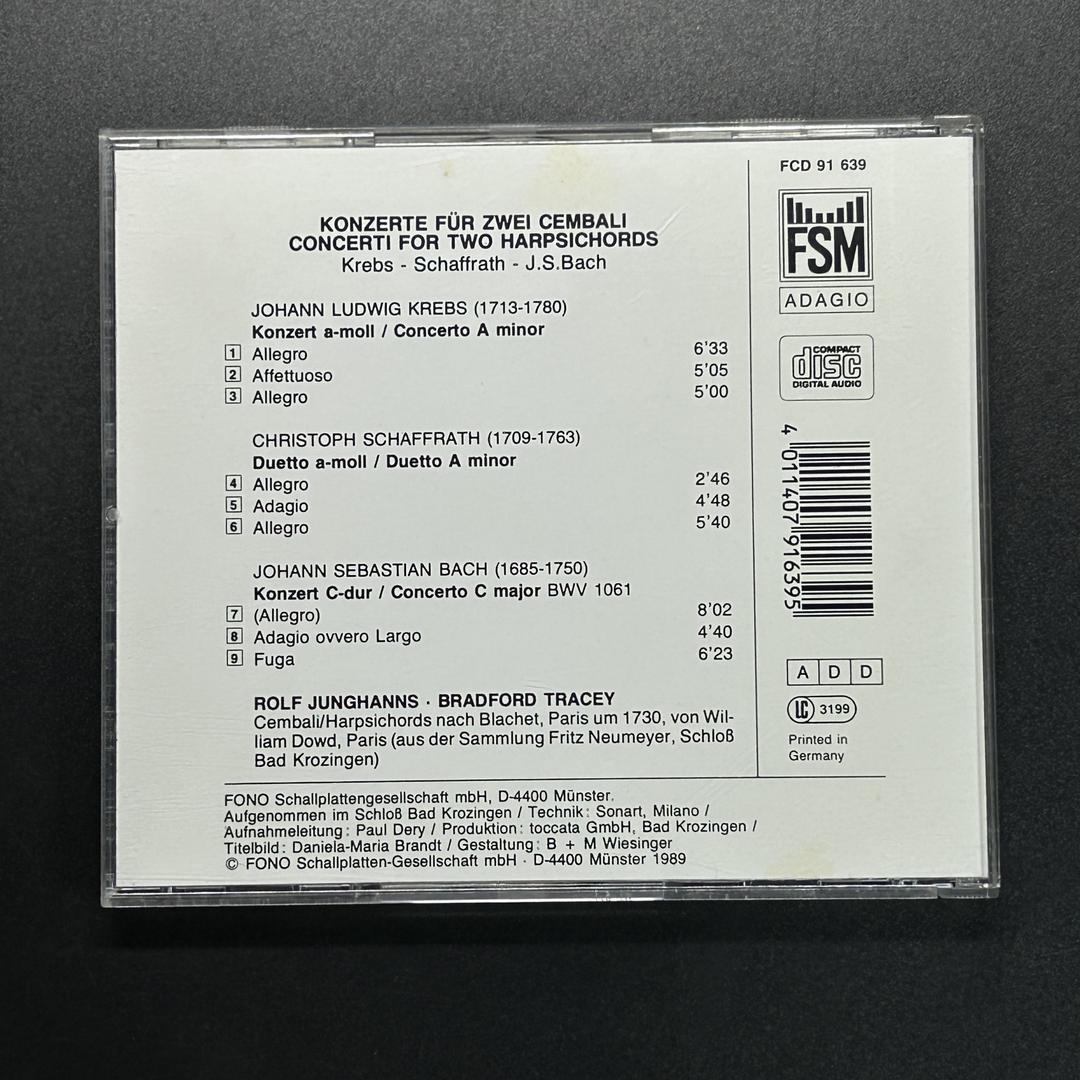 KONZERTE FÜR ZWEI CEMBALI
CONCERTI FOR TWO HARPSICHORDS
Krebs - Schaffrath - J.S.Bach
JOHANN LUDWIG KREBS (1713-1780)
Konzert a-moll / Concerto A minor
1 Allegro 6'33
2 Affettuoso 5'05
3 Allegro 5'00
CHRISTOPH SCHAFFRATH (1709-1763)
Duetto a-moll / Duetto A minor
4 Allegro 2'46
5 Adagio 4'48
6 Allegro 5'40
JOHANN SEBASTIAN BACH (1685-1750)
Konzert C-dur / Concerto C major BWV 1061
7 (Allegro) 8'02
8 Adagio ovvero Largo 4'40
9 Fuga 6'23
ROLF JUNGHANNS · BRADFORD TRACEY
Cembali/Harpsichords nach Blachet, Paris um 1730, von Wil-
liam Dowd, Paris (aus der Sammlung Fritz Neumeyer, Schloß
Bad Krozingen)
FONO Schallplattengesellschaft mbH, D-4400 Münster.
Aufgenommen im Schloß Bad Krozingen / Technik: Sonart, Milano /
Aufnahmeleitung: Paul Dery / Produktion: toccata GmbH, Bad Krozingen /
Titelbild: Daniela-Maria Brandt / Gestaltung: B + M Wiesinger
© FONO Schallplatten-Gesellschaft mbH · D-4400 Münster 1989
FCD 91 639
FSM
ADAGIO
COMPACT
disc
DIGITAL AUDIO
4 011407 916395
A D D
LC 3199
Printed in
Germany